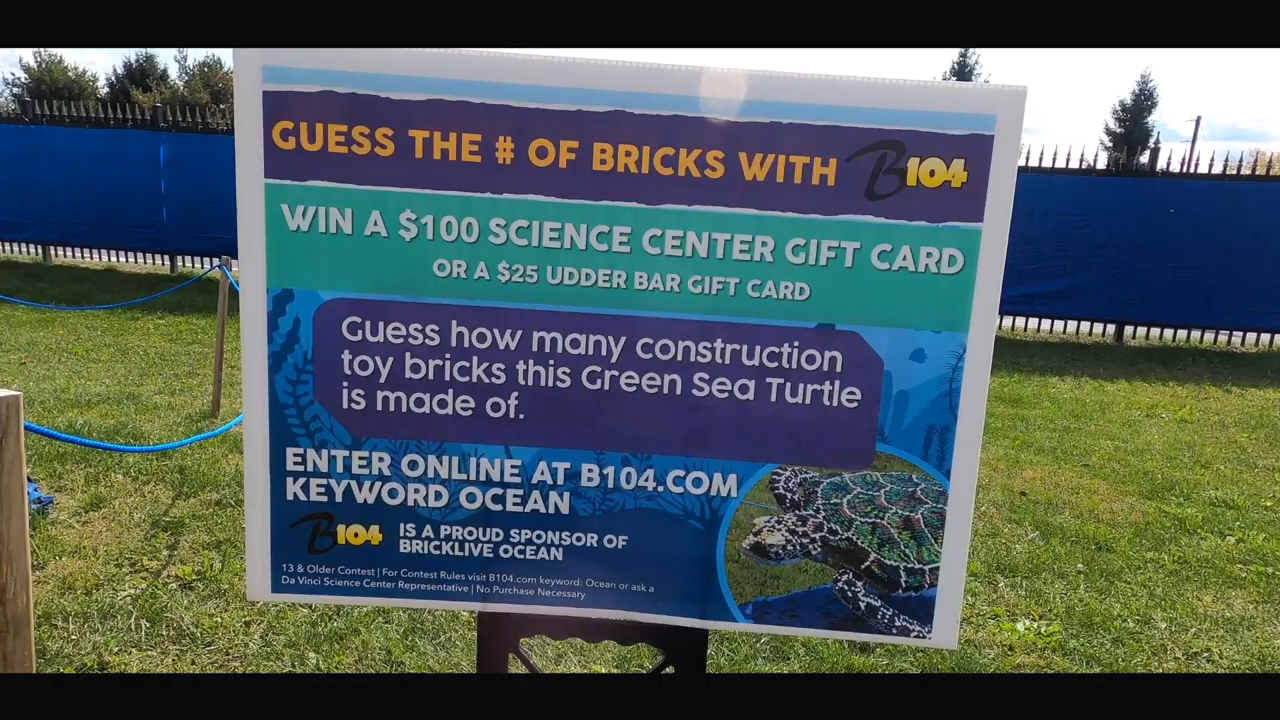 GUESS THE # OF BRICKS WITH B104
WIN A $100 SCIENCE CENTER GIFT CARD
OR A $25 UDDER BAR GIFT CARD
Guess how many construction
toy bricks this Green Sea Turtle
is made of.
ENTER ONLINE AT B104.COM
KEYWORD OCEAN
B104 IS A PROUD SPONSOR OF
BRICKLIVE OCEAN
13 & Older Contest | For Contest Rules visit B104.com keyword: Ocean or ask a
Da Vinci Science Center Representative | No Purchase Necessary